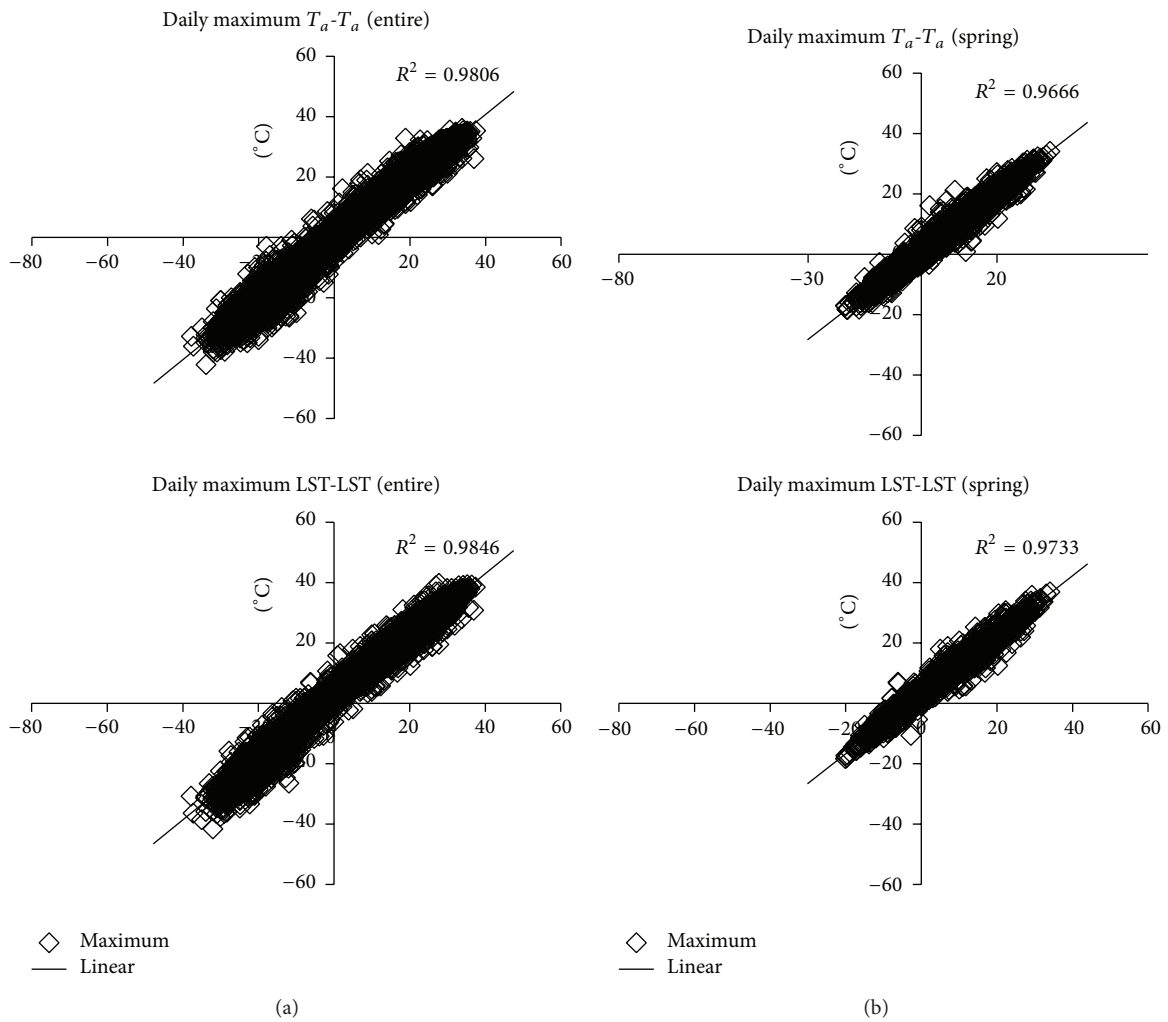 Daily maximum Tₐ-Tₐ (entire)
60
R² = 0.9806
40
(°C)
20
−80 −60 −40 20 40 60
−40
−60
Daily maximum Tₐ-Tₐ (spring)
60
R² = 0.9666
40
(°C)
20
−80 −30 20
−20
−40
−60
Daily maximum LST-LST (entire)
60
R² = 0.9846
40
(°C)
20
−80 −60 −40 20 40 60
−40
−60
Daily maximum LST-LST (spring)
60
R² = 0.9733
40
(°C)
20
−80 −60 −40 −20 0 20 40 60
−20
−40
−60
Maximum
Linear
(a)
Maximum
Linear
(b)